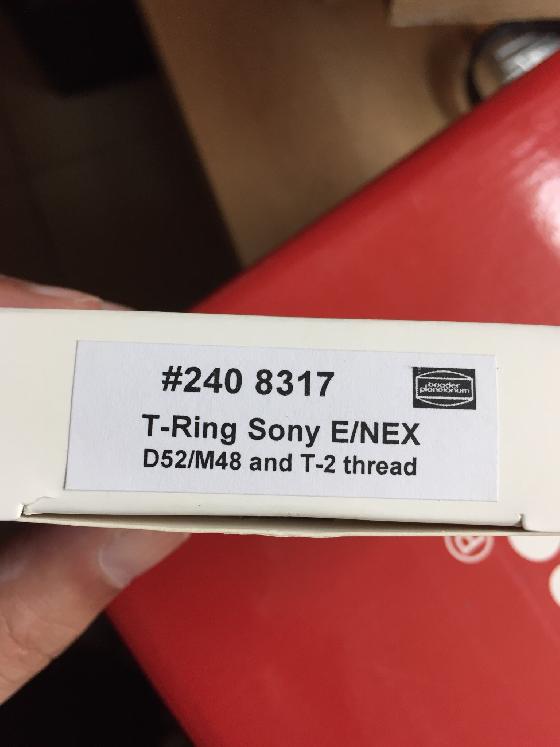 #240 8317
baader
planetarium
T-Ring Sony E/NEX
D52/M48 and T-2 thread
®